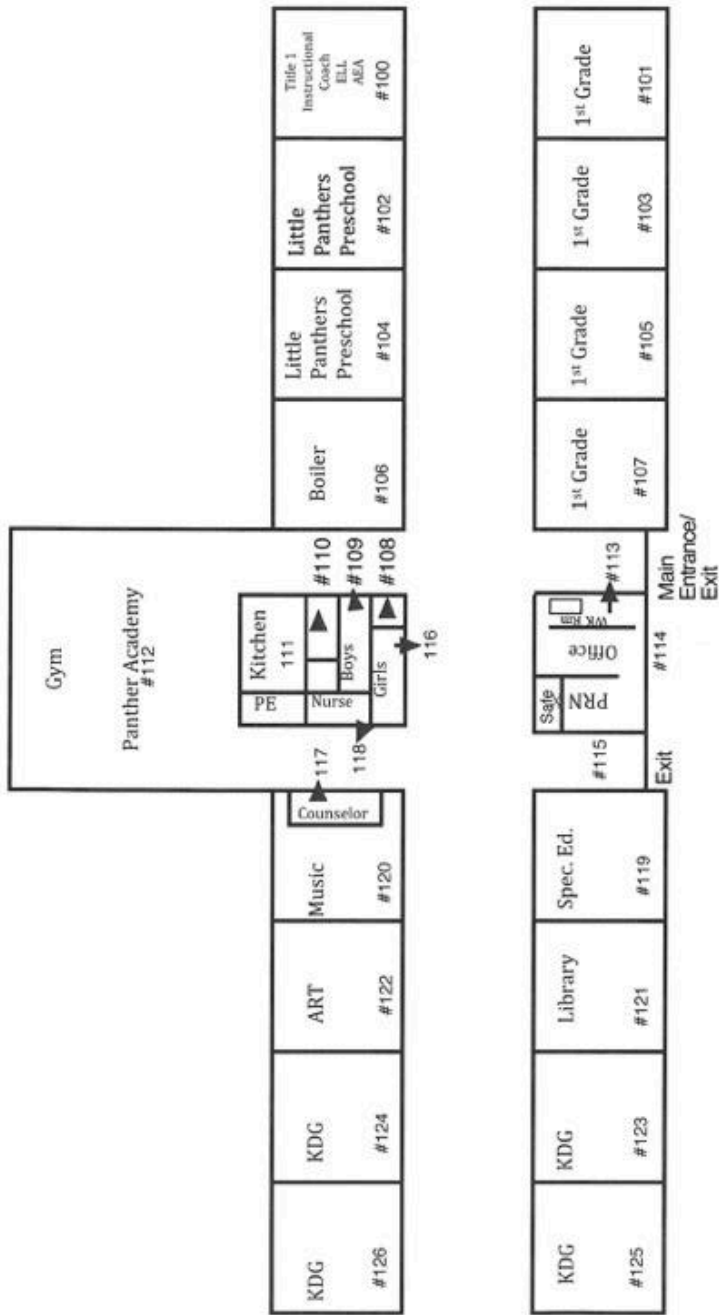 Gym
Panther Academy
#112
Title 1
Instructional
Coach
ELL
AEA
#100
Little
Panthers
Preschool
#102
Little
Panthers
Preschool
#104
Boiler
#106
Kitchen
111
PE
#110
#109
#108
Boys
Nurse
Girls
116
118
117
Counselor
Music
#120
ART
#122
KDG
#124
KDG
#126
1st Grade
#101
1st Grade
#103
1st Grade
#105
1st Grade
#107
#113
Main
Entrance/
Exit
WK Rm
Office
#114
PRN
Safe
#115
Exit
Spec. Ed.
#119
Library
#121
KDG
#123
KDG
#125